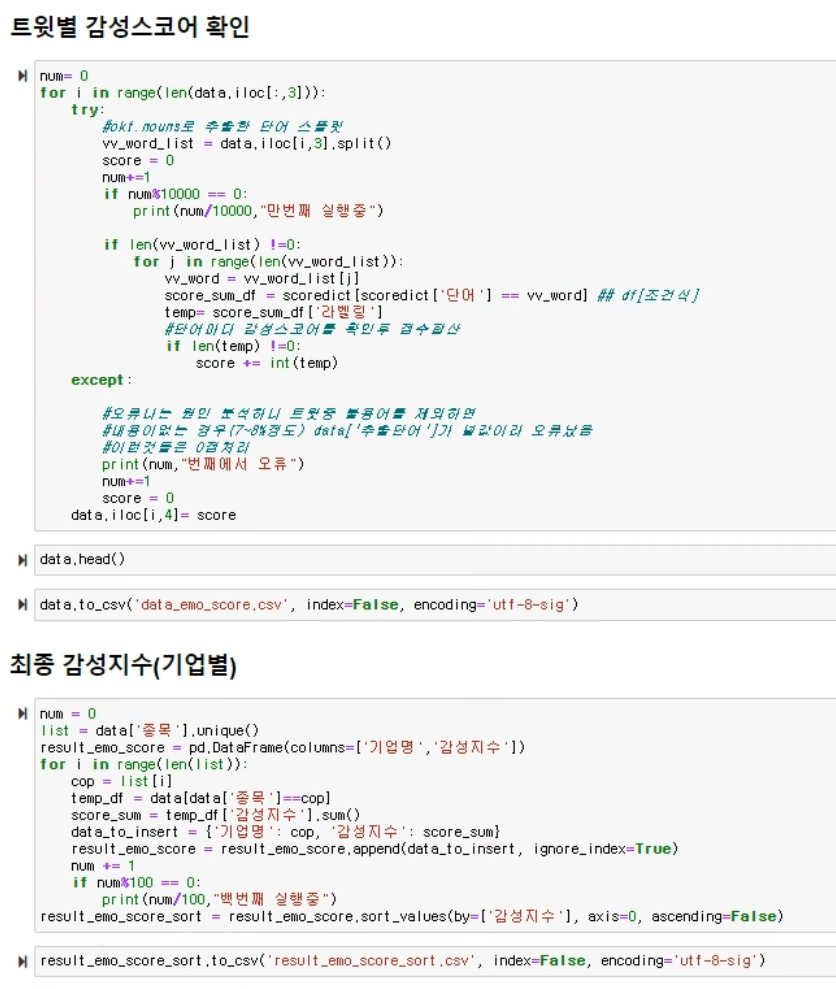 트윗별 감성스코어 확인
num= 0
for i in range(len(data.iloc[:,3])):
    try:
        #okt.nouns로 추출한 단어 스플릿
        vv_word_list = data.iloc[i,3].split()
        score = 0
        num+=1
        if num%10000 == 0:
            print(num/10000,"만번째 실행중")
        if len(vv_word_list) !=0:
            for j in range(len(vv_word_list)):
                vv_word = vv_word_list[j]
                score_sum_df = scoredict[scoredict['단어'] == vv_word] ## df[조건식]
                temp= score_sum_df['라벨링']
                #단어마다 감성스코어를 확인후 점수합산
                if len(temp) !=0:
                    score += int(temp)
    except:
        #오류나는 원인 분석하니 트윗중 불용어를 제외하면
        #내용이없는 경우(7~8%정도) data['추출단어']가 널값이라 오류났음
        #이런것들은 0점처리
        print(num,"번째에서 오류")
        num+=1
        score = 0
    data.iloc[i,4]= score
data.head()
data.to_csv('data_emo_score.csv', index=False, encoding='utf-8-sig')
최종 감성지수(기업별)
num = 0
list = data['종목'].unique()
result_emo_score = pd.DataFrame(columns=['기업명','감성지수'])
for i in range(len(list)):
    cop = list[i]
    temp_df = data[data['종목']==cop]
    score_sum = temp_df['감성지수'].sum()
    data_to_insert = {'기업명': cop, '감성지수': score_sum}
    result_emo_score = result_emo_score.append(data_to_insert, ignore_index=True)
    num += 1
    if num%100 == 0:
        print(num/100,"백번째 실행중")
result_emo_score_sort = result_emo_score.sort_values(by=['감성지수'], axis=0, ascending=False)
result_emo_score_sort.to_csv('result_emo_score_sort.csv', index=False, encoding='utf-8-sig')